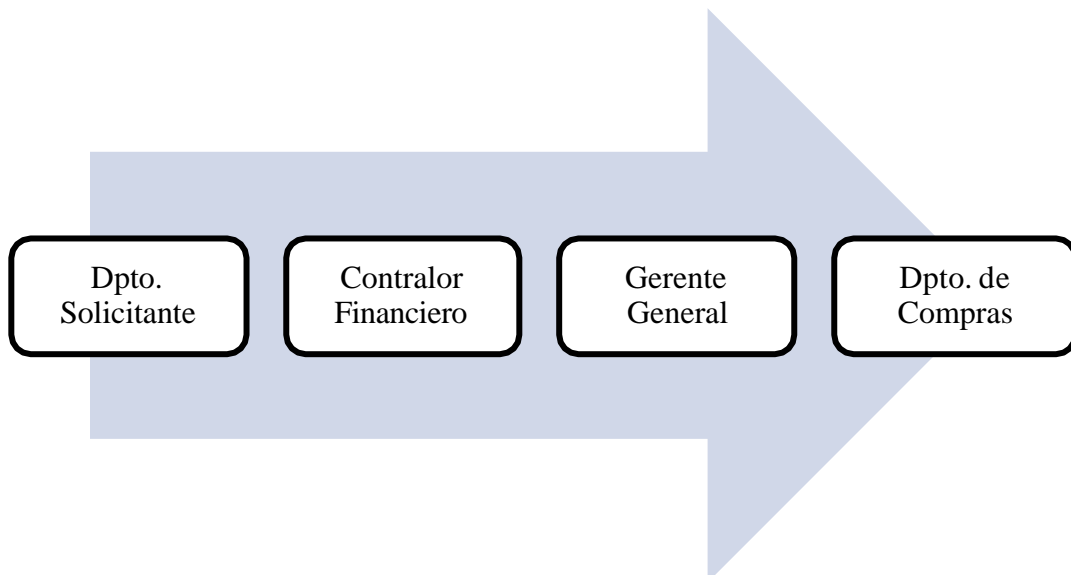 Dpto.
Solicitante
Contralor
Financiero
Gerente
General
Dpto. de
Compras